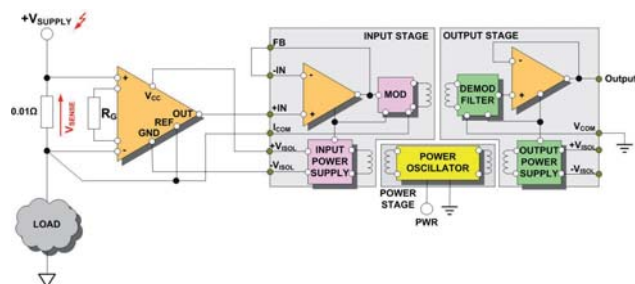 +VSUPPLY
0.01Ω
VSENSE
RG
+
-
VCC
OUT
REF
GND
LOAD
INPUT STAGE
FB
-IN
-
+
+IN
MOD
ICOM
+VISOL
-VISOL
INPUT
POWER
SUPPLY
POWER
OSCILLATOR
POWER
STAGE
PWR
OUTPUT STAGE
-
+
Output
DEMOD
FILTER
VCOM
+VISOL
-VISOL
OUTPUT
POWER
SUPPLY